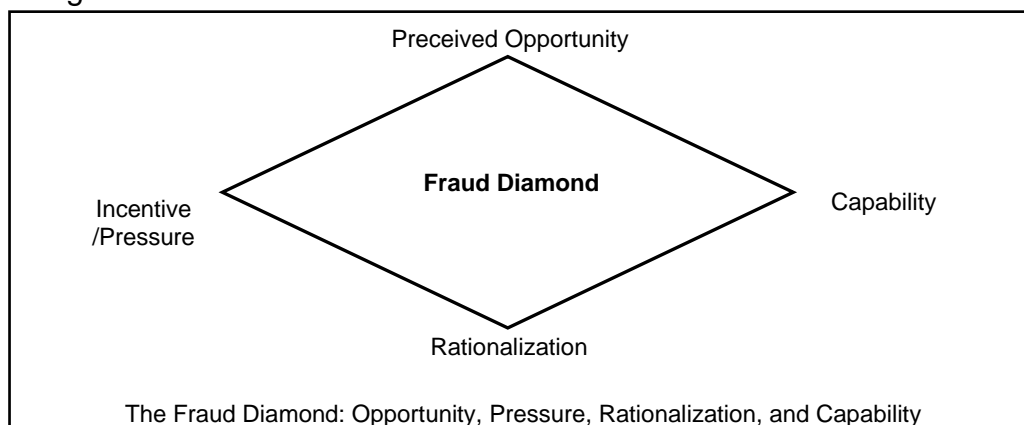 Preceived Opportunity
Fraud Diamond
Incentive
/Pressure
Capability
Rationalization
The Fraud Diamond: Opportunity, Pressure, Rationalization, and Capability